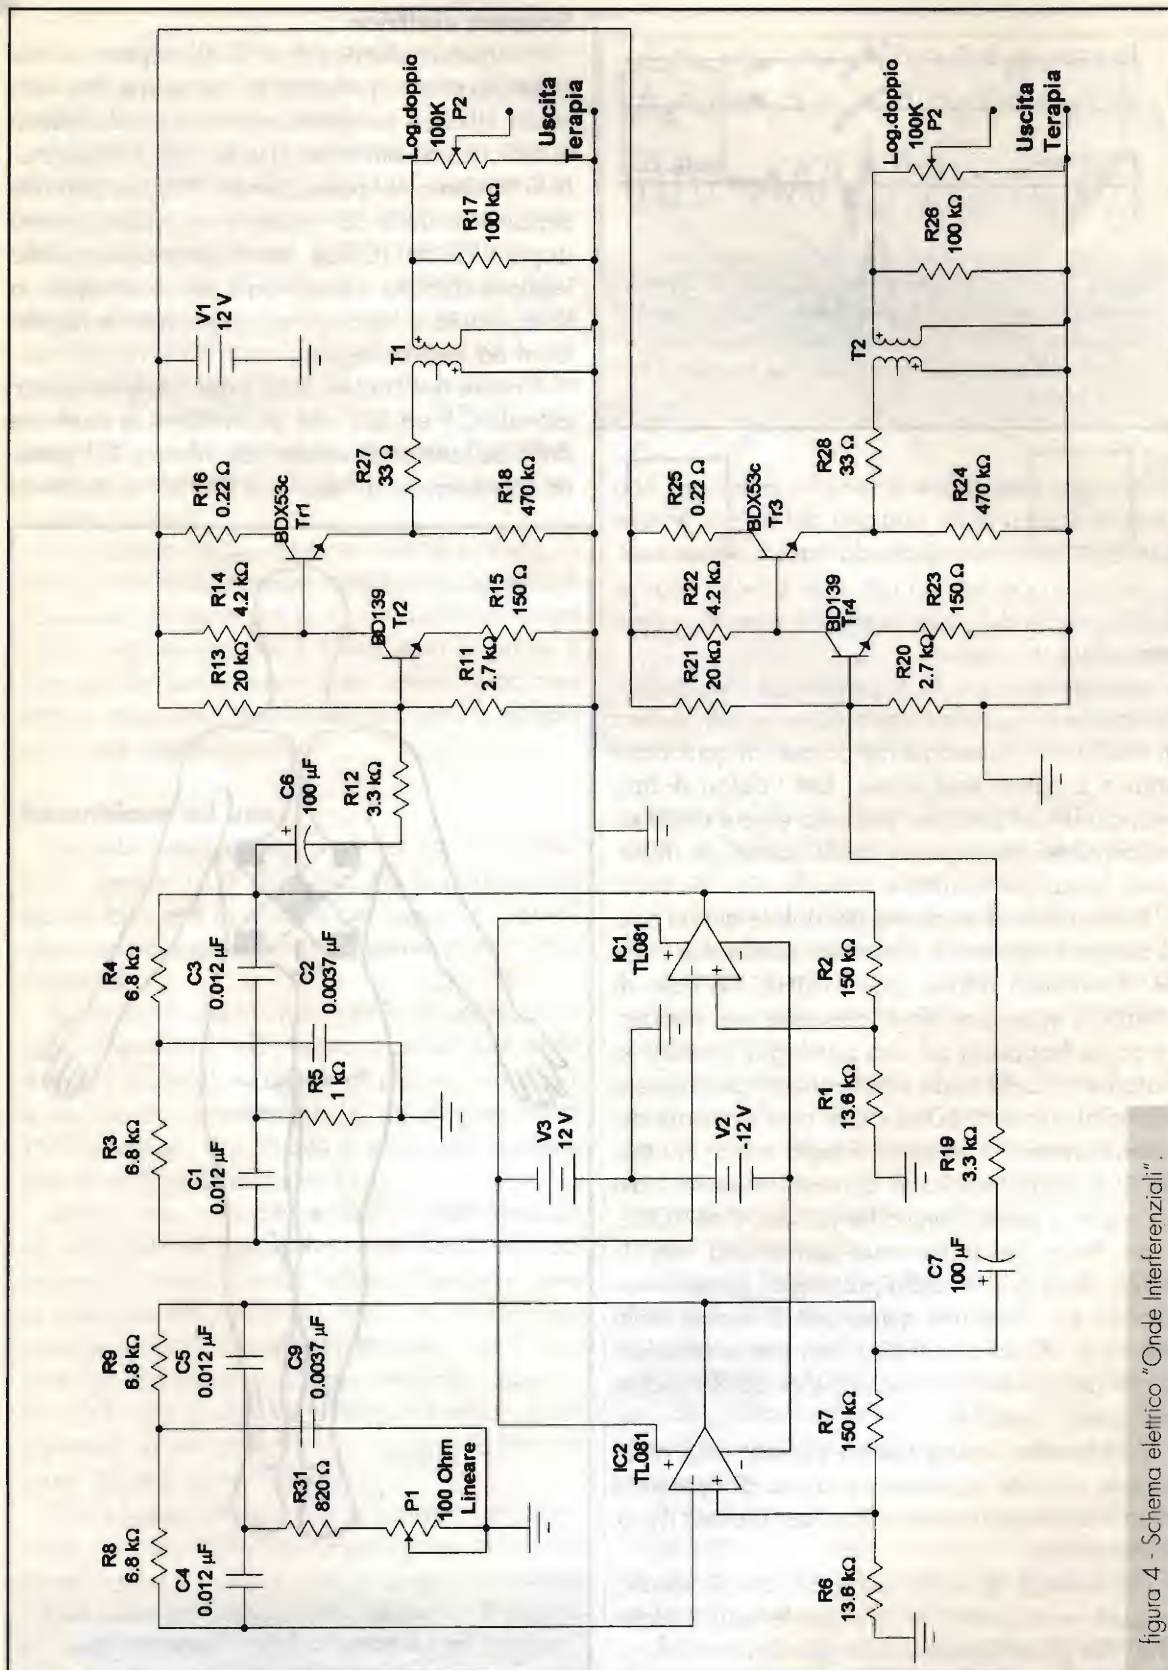 R8
6.8 kΩ
C4
0.012 µF
R9
6.8 kΩ
C5
0.012 µF
C9
0.0037 µF
R31
820 Ω
P1
100 Ohm
Lineare
IC2
TL081
+
-
-
+
R6
13.6 kΩ
R7
150 kΩ
C7
100 µF
+
R19
3.3 kΩ
R3
6.8 kΩ
C1
0.012 µF
R4
6.8 kΩ
C3
0.012 µF
R5
1 kΩ
C2
0.0037 µF
V3
12 V
V2
-12 V
IC1
TL081
+
-
-
+
R1
13.6 kΩ
R2
150 kΩ
C6
100 µF
+
R12
3.3 kΩ
R13
20 kΩ
R14
4.2 kΩ
R16
0.22 Ω
V1
12 V
BD139
Tr2
BDX53c
Tr1
R11
2.7 kΩ
R15
150 Ω
R18
470 kΩ
R27
33 Ω
T1
+
+
R17
100 kΩ
Log.doppio
100K
P2
Uscita
Terapia
R21
20 kΩ
R22
4.2 kΩ
R25
0.22 Ω
BD139
Tr4
BDX53c
Tr3
R20
2.7 kΩ
R23
150 Ω
R24
470 kΩ
R28
33 Ω
T2
+
+
R26
100 kΩ
Log.doppio
100K
P2
Uscita
Terapia
figura 4 - Schema elettrico "Onde Interferenziali".